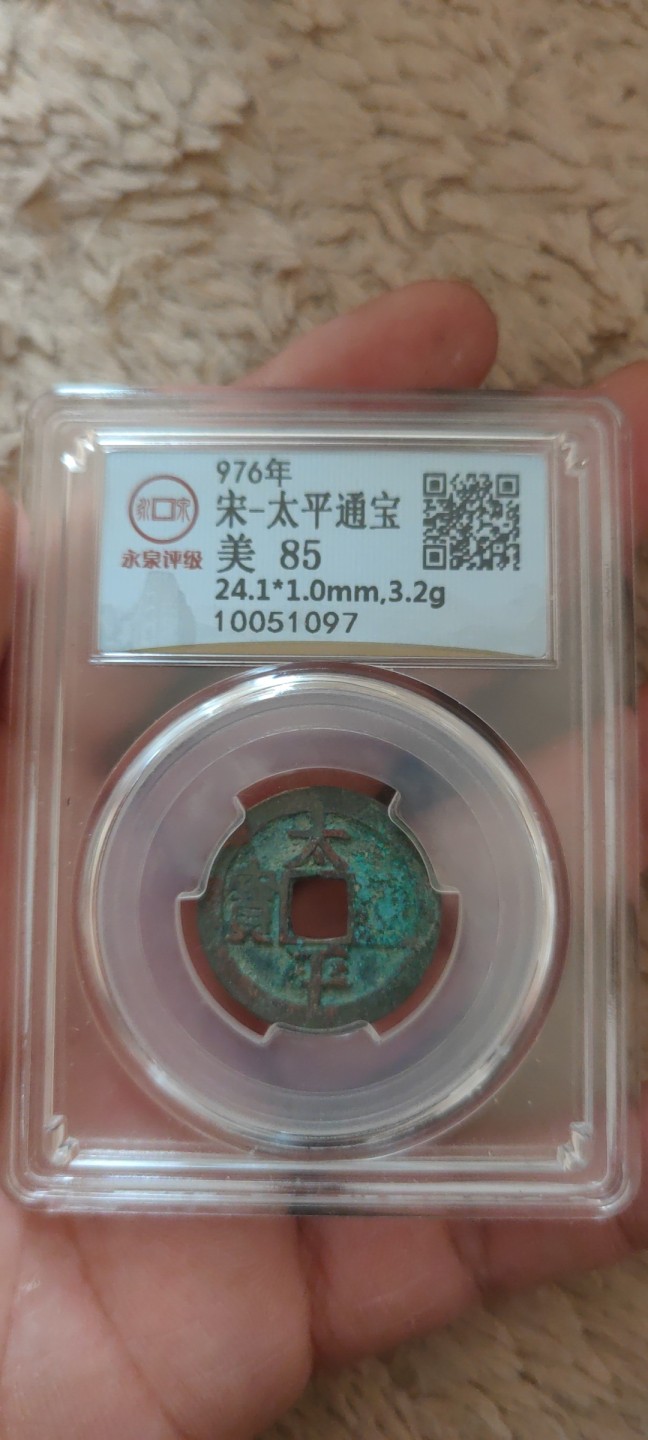 976年
宋-太平通宝
永泉评级
美 85
24.1*1.0mm,3.2g
10051097
太
寶
平